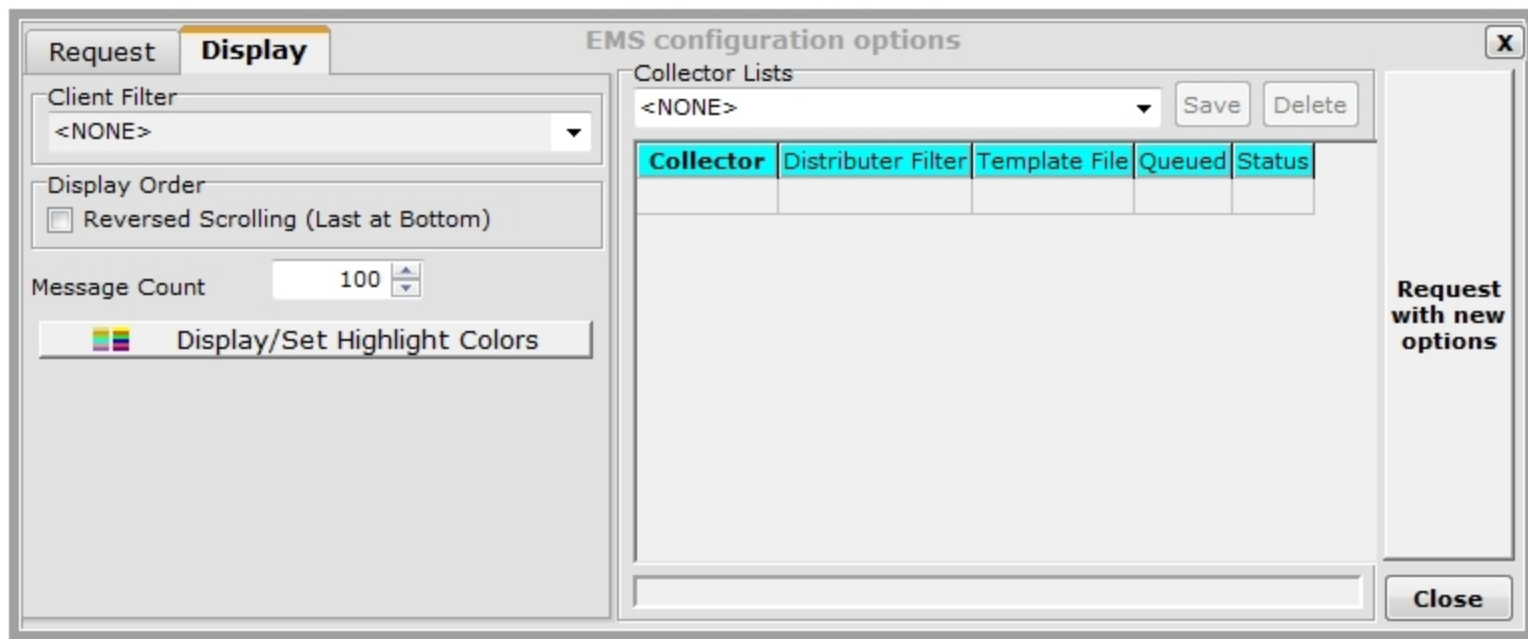 EMS configuration options
X
Request
Display
Client Filter
<NONE>
Display Order
Reversed Scrolling (Last at Bottom)
Message Count
100
Display/Set Highlight Colors
Collector Lists
<NONE>
Save
Delete
Collector Distributer Filter Template File Queued Status
Request
with new
options
Close